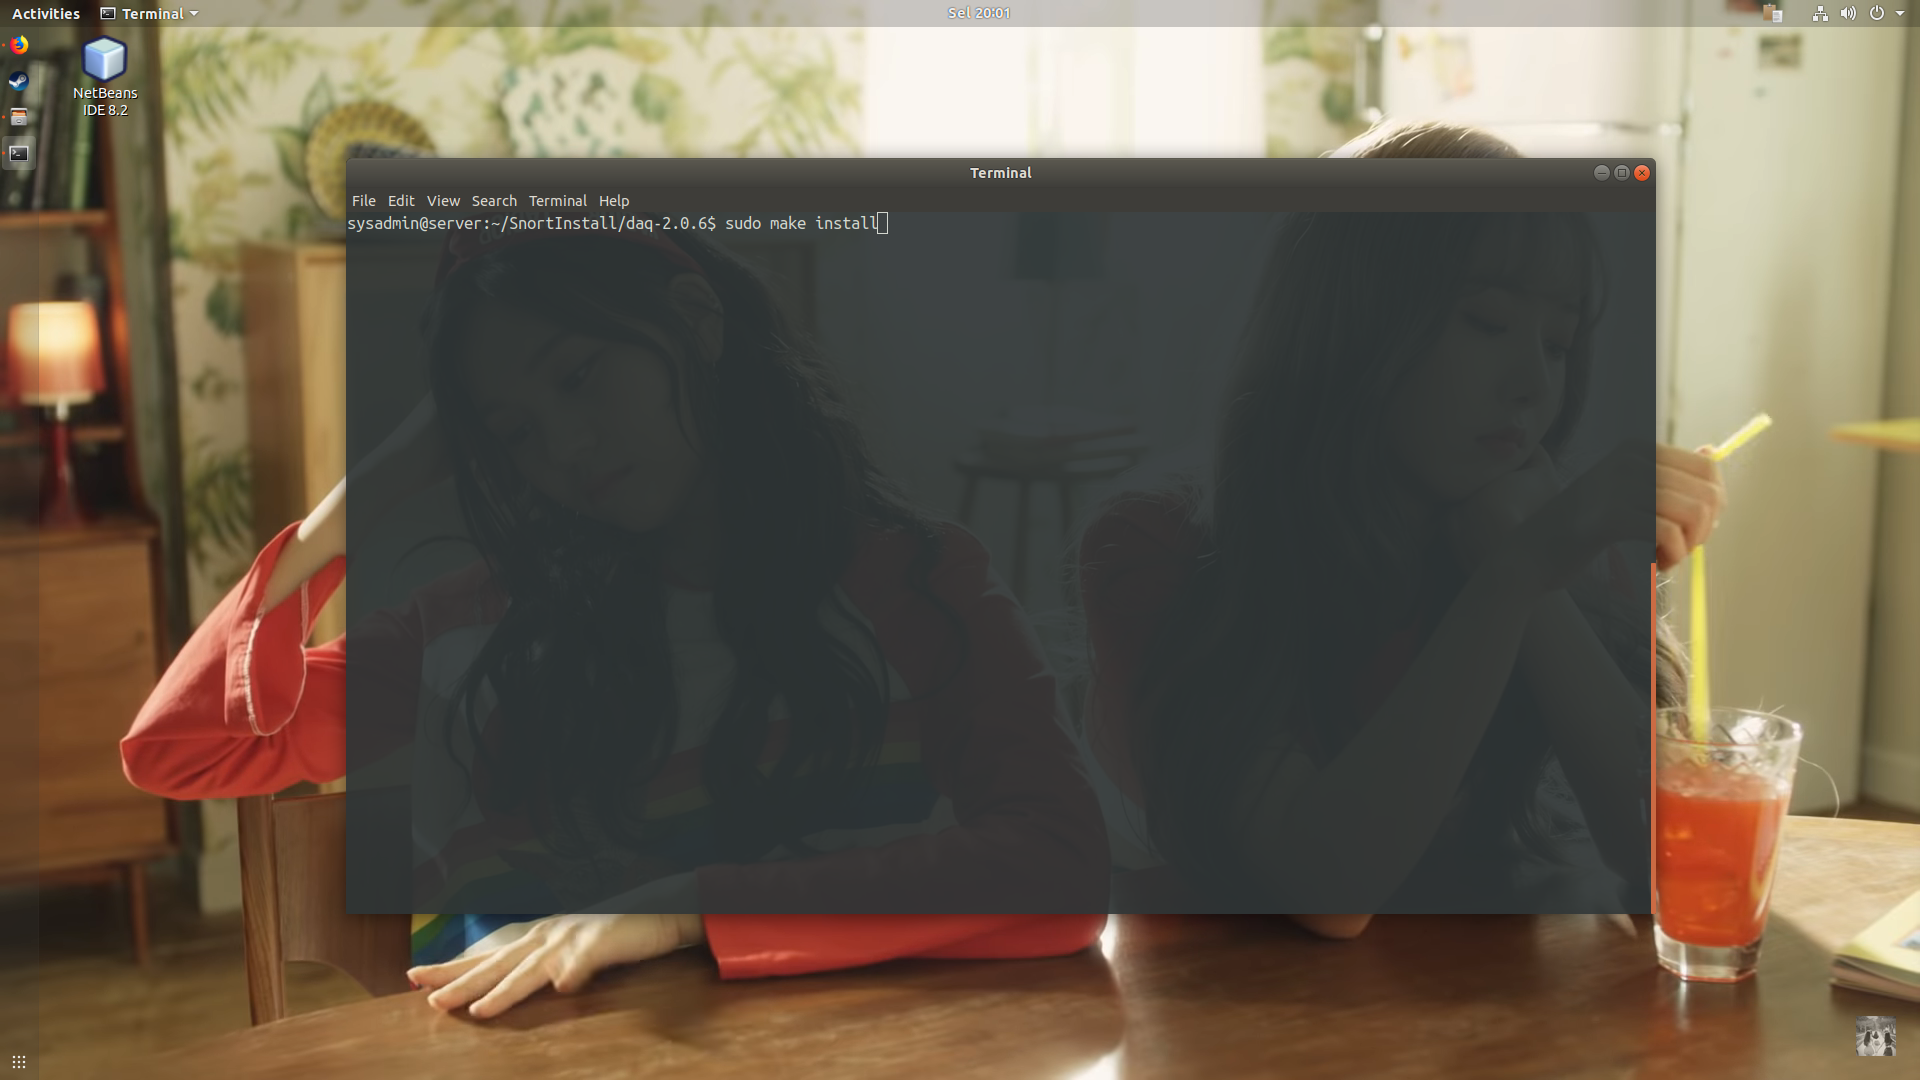 Activities Terminal Sel 20:01
NetBeans
IDE 8.2
Terminal
File Edit View Search Terminal Help
sysadmin@server:~/SnortInstall/daq-2.0.6$ sudo make install